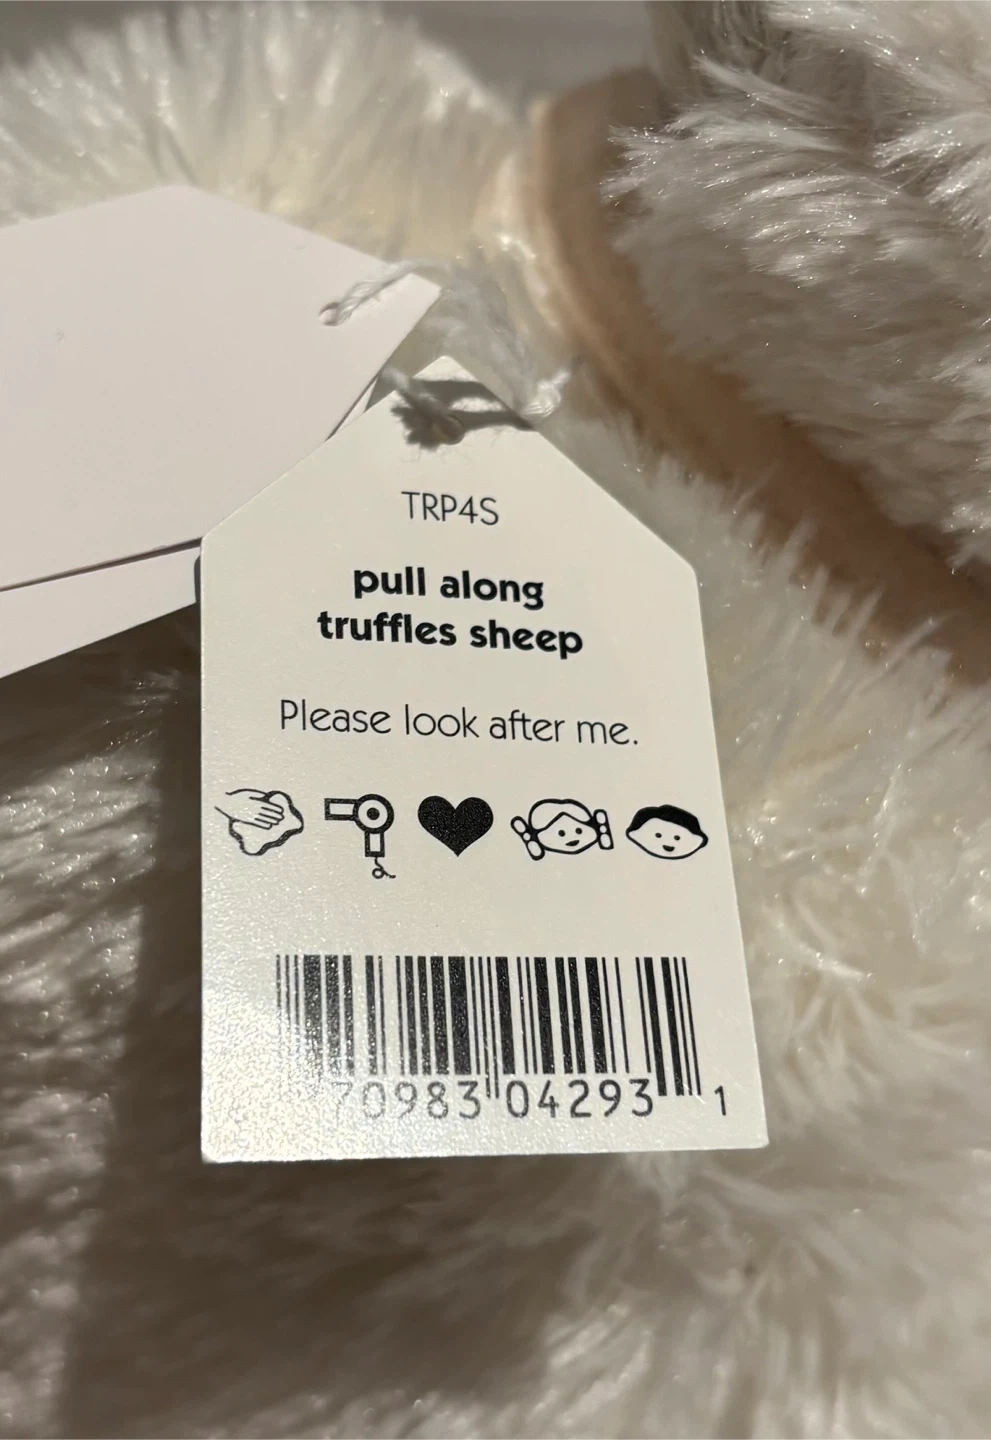 TRP4S
pull along
truffles sheep
Please look after me.
70983 04293 1